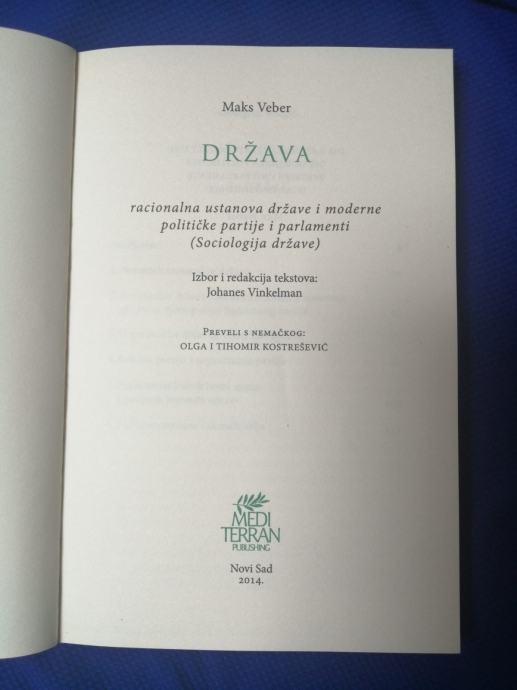 Maks Veber
DRŽAVA
racionalna ustanova države i moderne
političke partije i parlamenti
(Sociologija države)
Izbor i redakcija tekstova:
Johanes Vinkelman
PREVELI S NEMAČKOG:
OLGA I TIHOMIR KOSTREŠEVIĆ
MEDI
TERRAN
PUBLISHING
Novi Sad
2014.